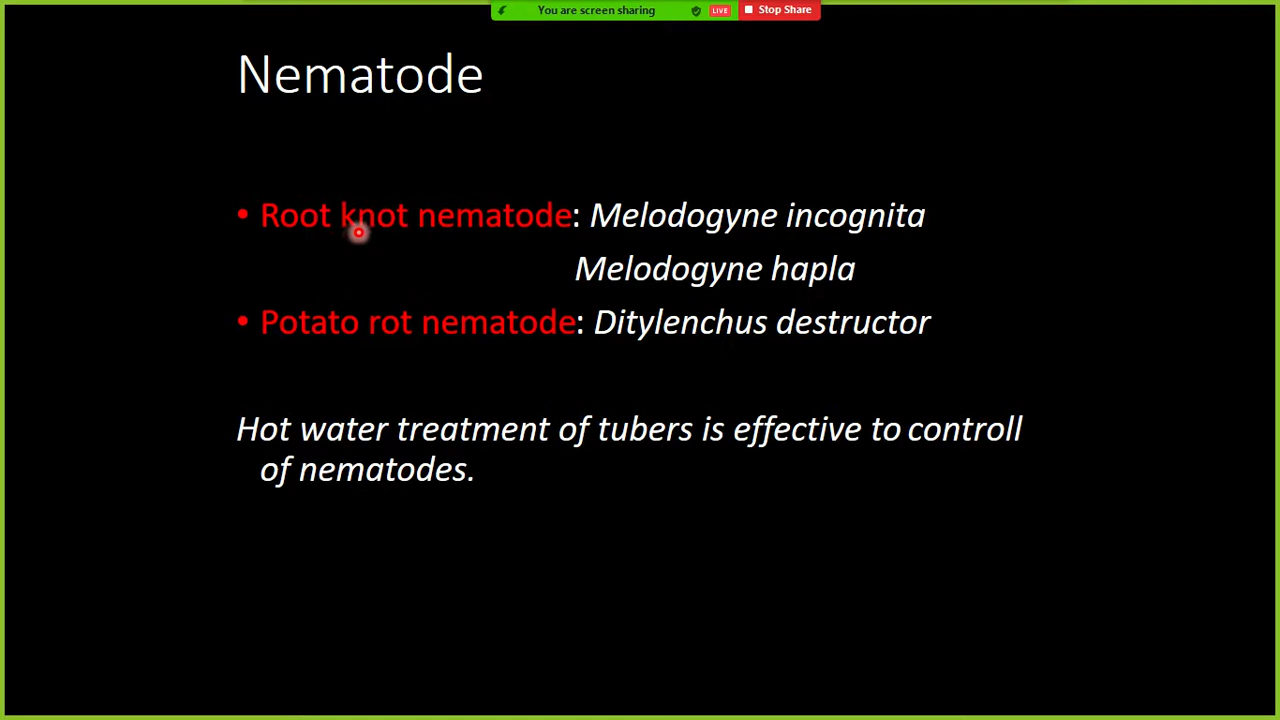 You are screen sharing LIVE Stop Share
Nematode
• Root knot nematode: Melodogyne incognita
Melodogyne hapla
• Potato rot nematode: Ditylenchus destructor
Hot water treatment of tubers is effective to controll
of nematodes.